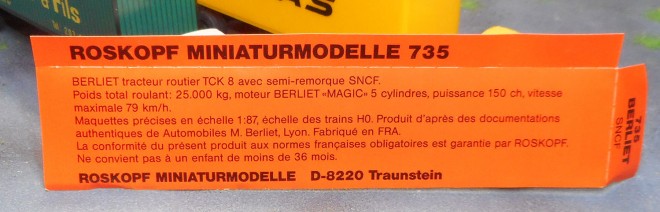 & fils
AS
ROSKOPF MINIATURMODELLE 735
BERLIET tracteur routier TCK 8 avec semi-remorque SNCF.
Poids total roulant: 25.000 kg, moteur BERLIET «MAGIC» 5 cylindres, puissance 150 ch, vitesse
maximale 79 km/h.
Maquettes précises en échelle 1:87, échelle des trains H0. Produit d'après des documentations
authentiques de Automobiles M. Berliet, Lyon. Fabriqué en FRA.
La conformité du présent produit aux normes françaises obligatoires est garantie par ROSKOPF.
Ne convient pas à un enfant de moins de 36 mois.
ROSKOPF MINIATURMODELLE D-8220 Traunstein
735
BERLIET
SNCF